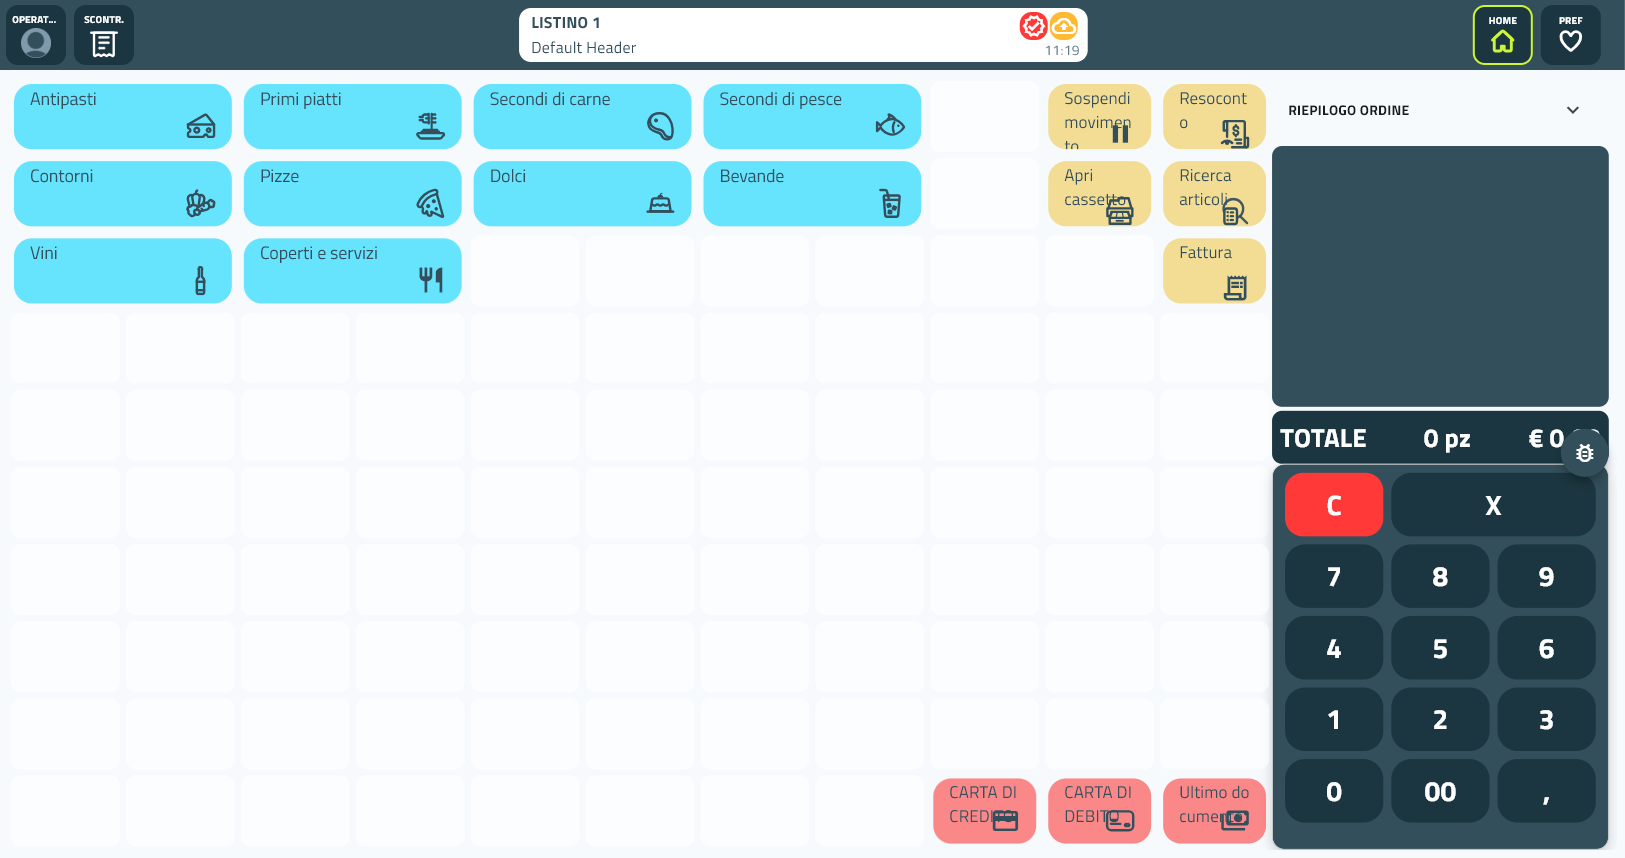 OPERAT...
SCONTR.
LISTINO 1
Default Header
11:19
HOME
PREF
Antipasti
Primi piatti
Secondi di carne
Secondi di pesce
Sospendi
movimen
to
Resocont
o
RIEPILOGO ORDINE
Contorni
Pizze
Dolci
Bevande
Apri
cassetto
Ricerca
articoli
Vini
Coperti e servizi
Fattura
TOTALE 0 pz € 0
C X
7 8 9
4 5 6
1 2 3
0 00 ,
CARTA DI
CREDI
CARTA DI
DEBITO
Ultimo do
cumento